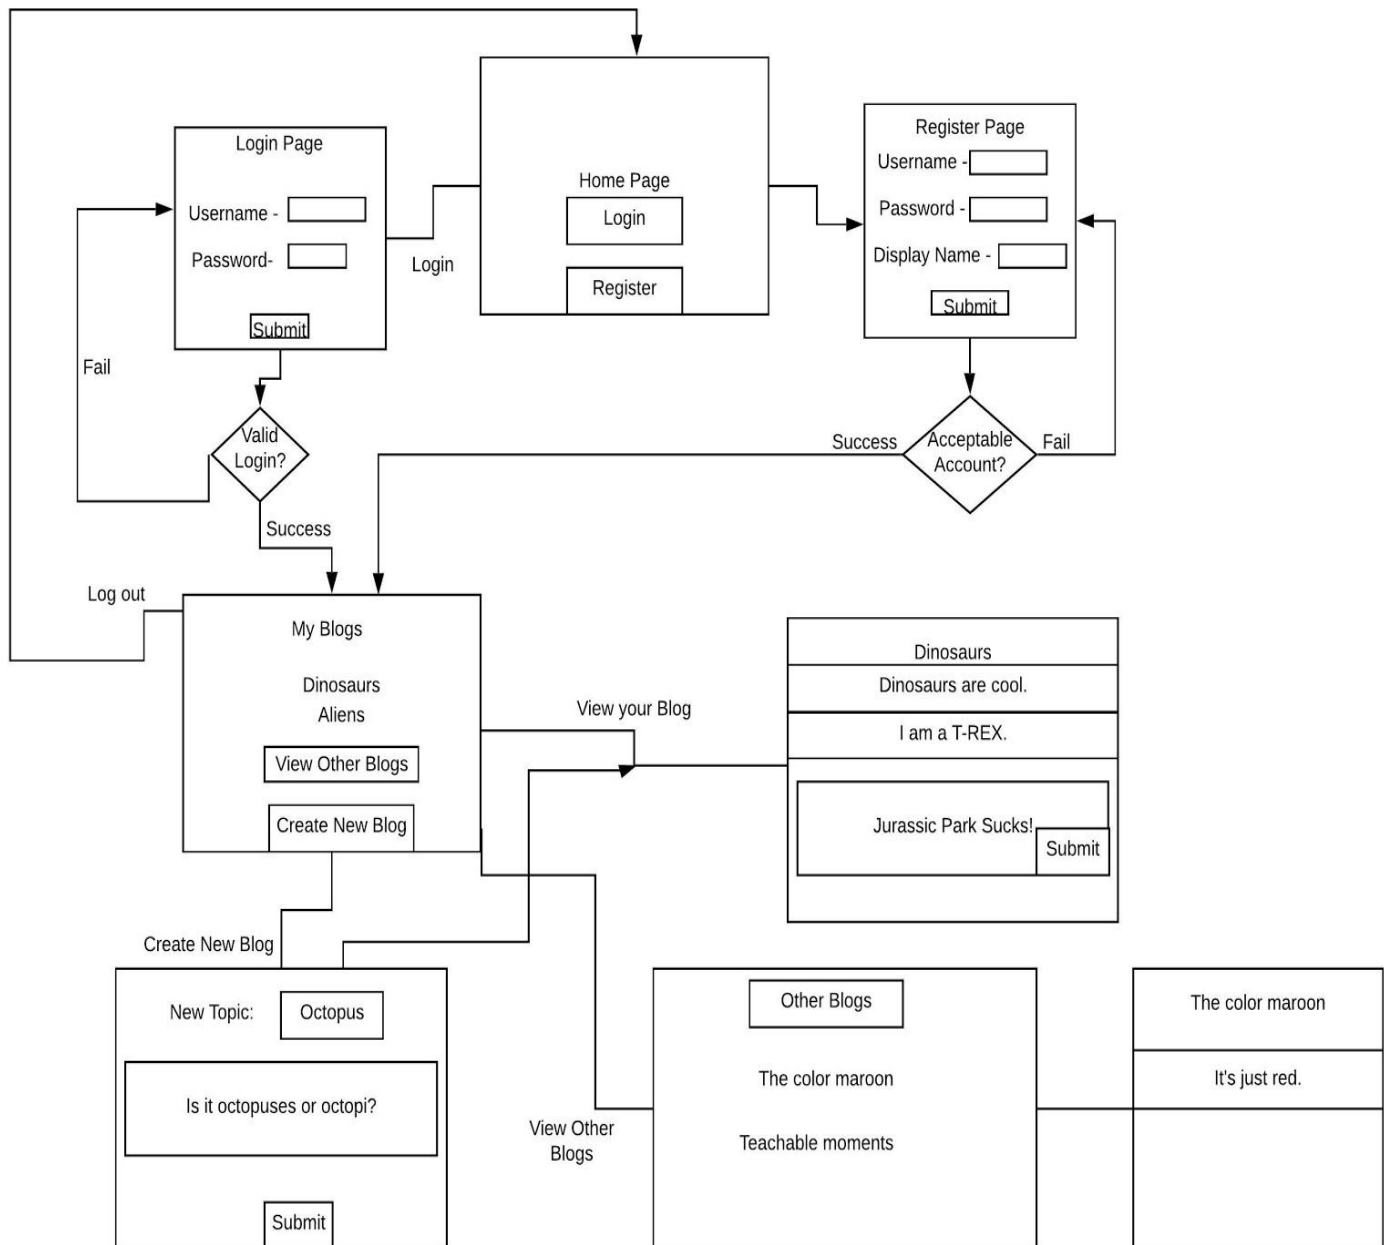 Login Page
Username -
Password-
Submit
Login
Home Page
Login
Register
Register Page
Username -
Password -
Display Name -
Submit
Fail
Valid
Login?
Success
Success
Acceptable
Account?
Fail
Log out
My Blogs
Dinosaurs
Aliens
View Other Blogs
Create New Blog
View your Blog
Dinosaurs
Dinosaurs are cool.
I am a T-REX.
Jurassic Park Sucks!
Submit
Create New Blog
New Topic:
Octopus
Is it octopuses or octopi?
Submit
View Other
Blogs
Other Blogs
The color maroon
Teachable moments
The color maroon
It's just red.